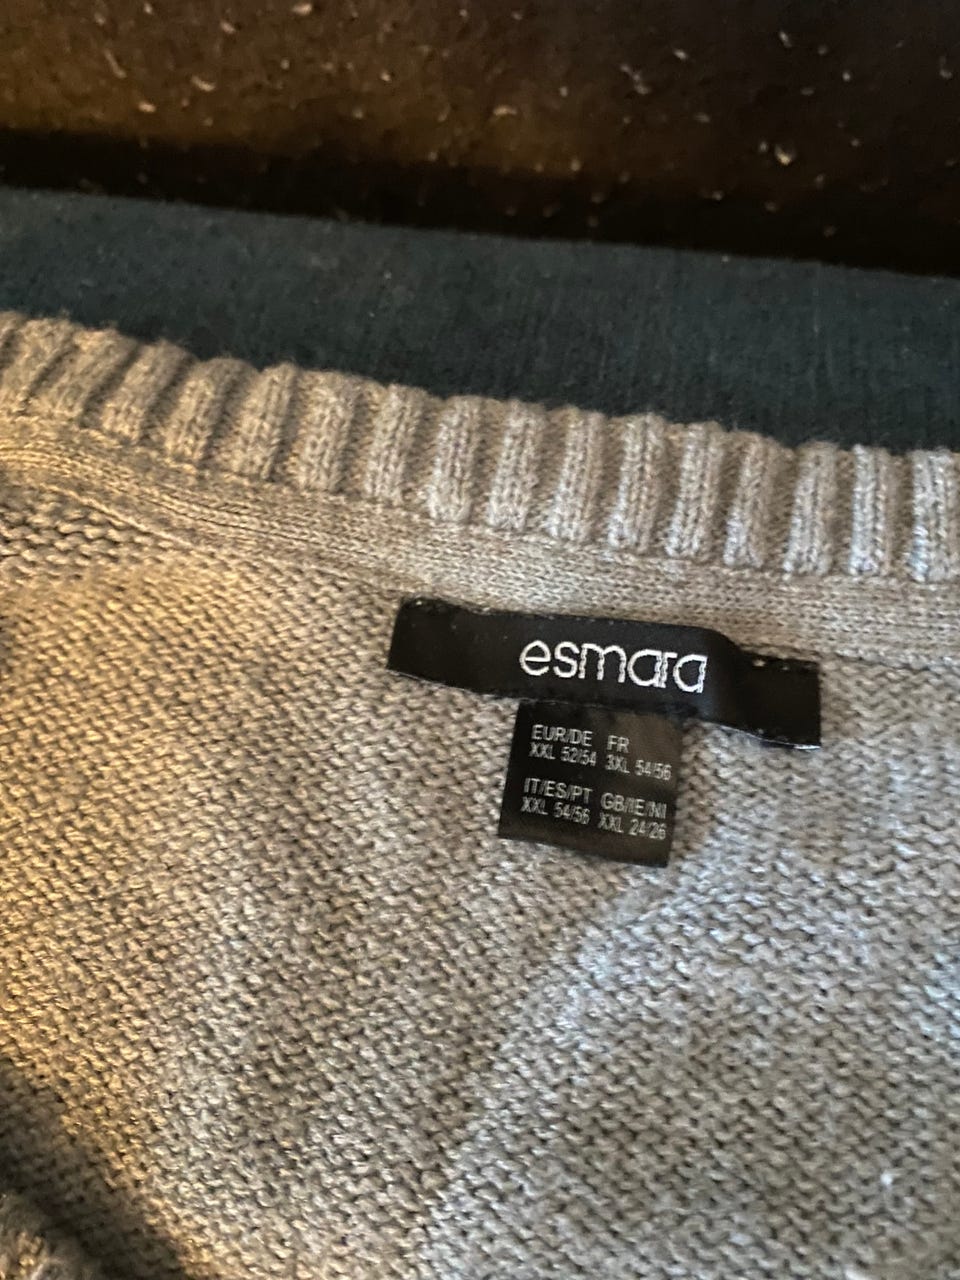 esmara
EUR/DE FR
XXL 52/54 3XL 54/56
IT/ES/PT GB/IE/NI
XXL 54/56 XXL 24/26